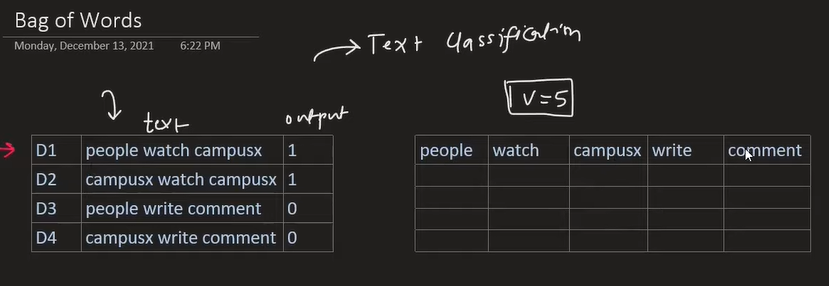 Bag of Words
Monday, December 13, 2021 6:22 PM
Text Classification
V=5
text output
D1 people watch campusx 1
D2 campusx watch campusx 1
D3 people write comment 0
D4 campusx write comment 0
people watch campusx write comment